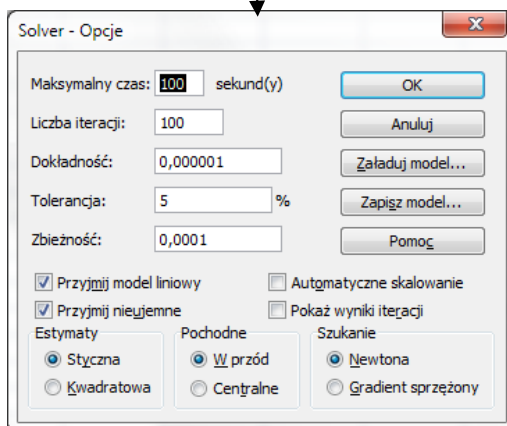 Solver - Opcje
Maksymalny czas: 100 sekund(y) OK
Liczba iteracji: 100 Anuluj
Dokładność: 0,000001 Załaduj model...
Tolerancja: 5 % Zapisz model...
Zbieżność: 0,0001 Pomoc
Przyjmij model liniowy Automatyczne skalowanie
Przyjmij nieujemne Pokaż wyniki iteracji
Estymaty Pochodne Szukanie
Styczna W przód Newtona
Kwadratowa Centralne Gradient sprzężony